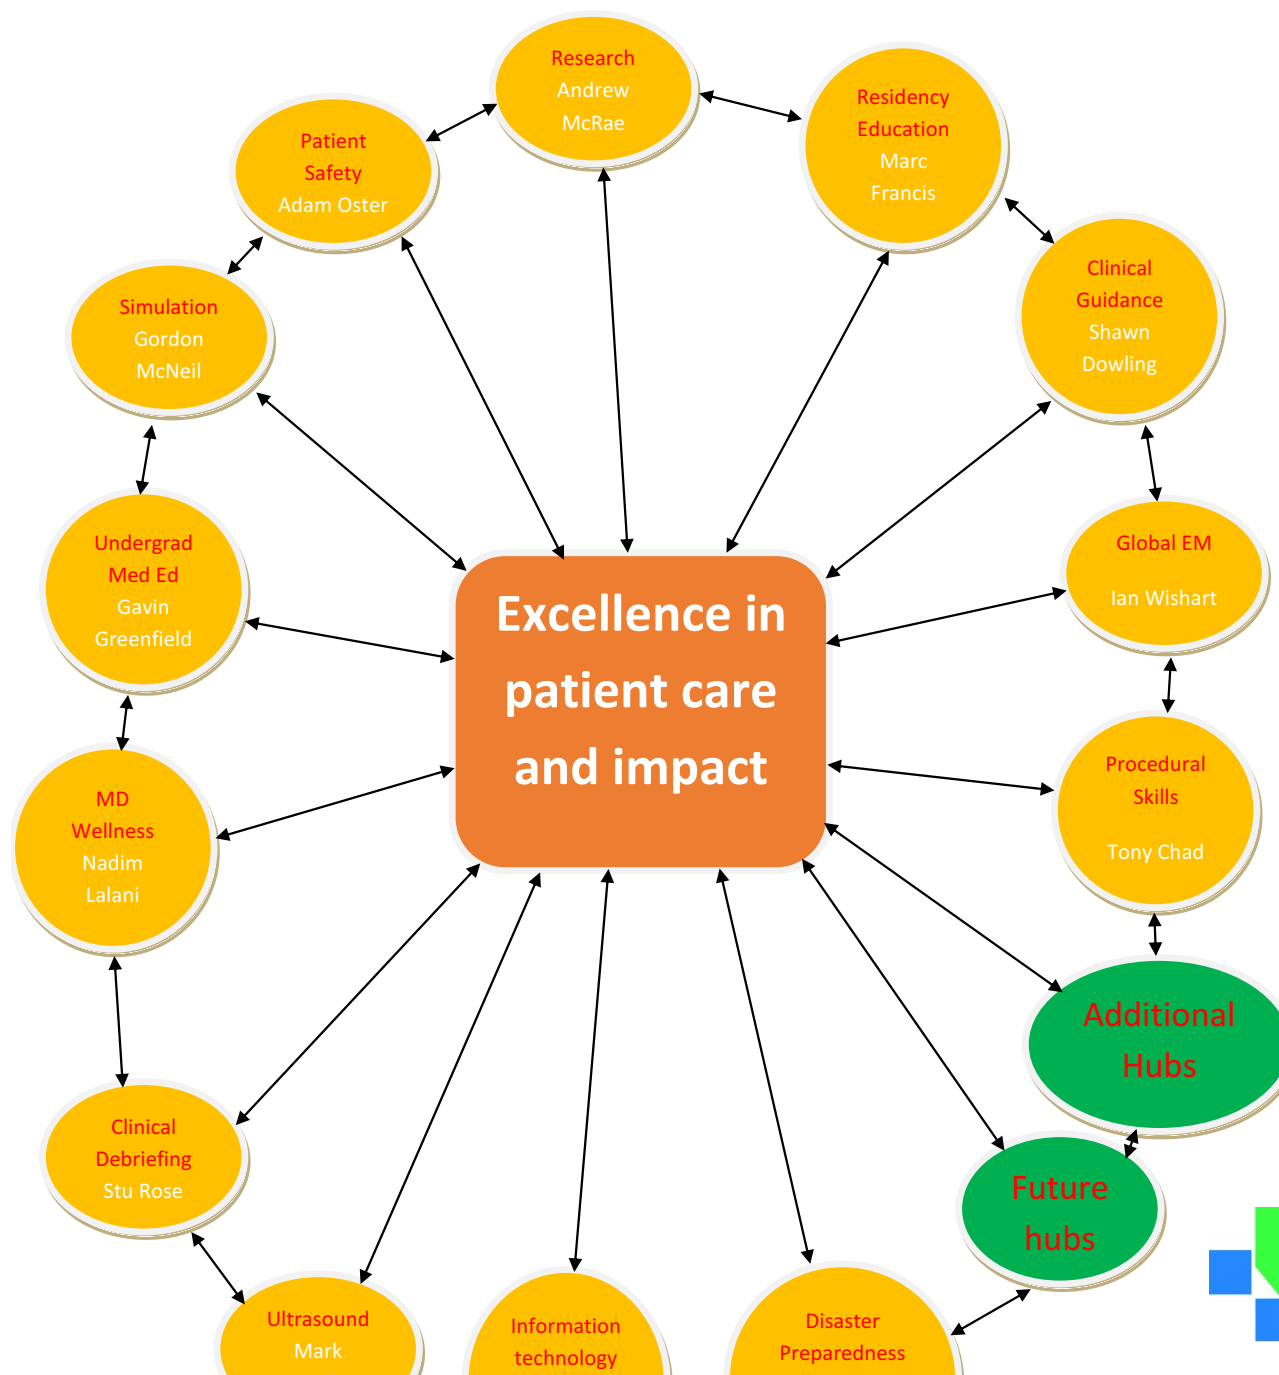 Research
Andrew
McRae
Residency
Education
Marc
Francis
Patient
Safety
Adam Oster
Clinical
Guidance
Shawn
Dowling
Simulation
Gordon
McNeil
Global EM
Ian Wishart
Undergrad
Med Ed
Gavin
Greenfield
Excellence in
patient care
and impact
Procedural
Skills
Tony Chad
MD
Wellness
Nadim
Lalani
Additional
Hubs
Clinical
Debriefing
Stu Rose
Future
hubs
Ultrasound
Mark
Information
technology
Disaster
Preparedness